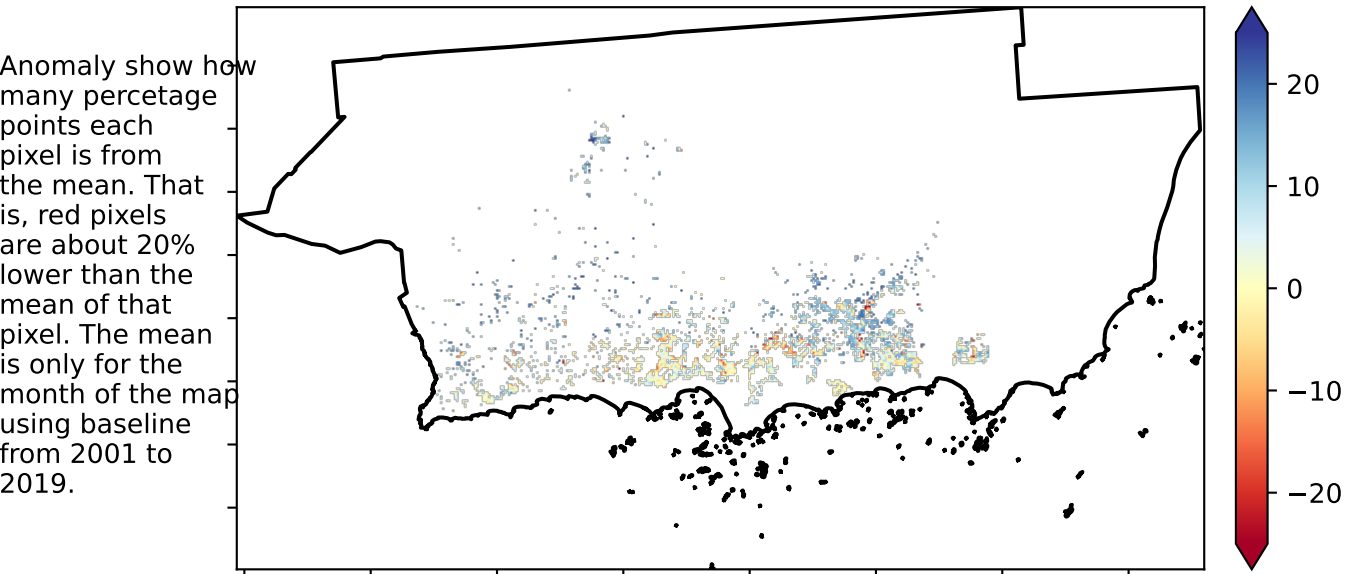 Anomaly show how
many percetage
points each
pixel is from
the mean. That
is, red pixels
are about 20%
lower than the
mean of that
pixel. The mean
is only for the
month of the map
using baseline
from 2001 to
2019.
20
10
0
−10
−20